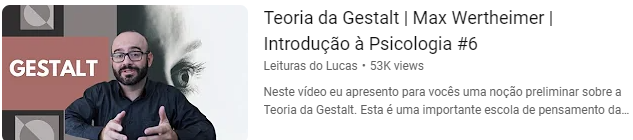 GESTALT
Teoria da Gestalt | Max Wertheimer |
Introdução à Psicologia #6
Leituras do Lucas • 53K views
Neste vídeo eu apresento para vocês uma noção preliminar sobre a
Teoria da Gestalt. Esta é uma importante escola de pensamento da...